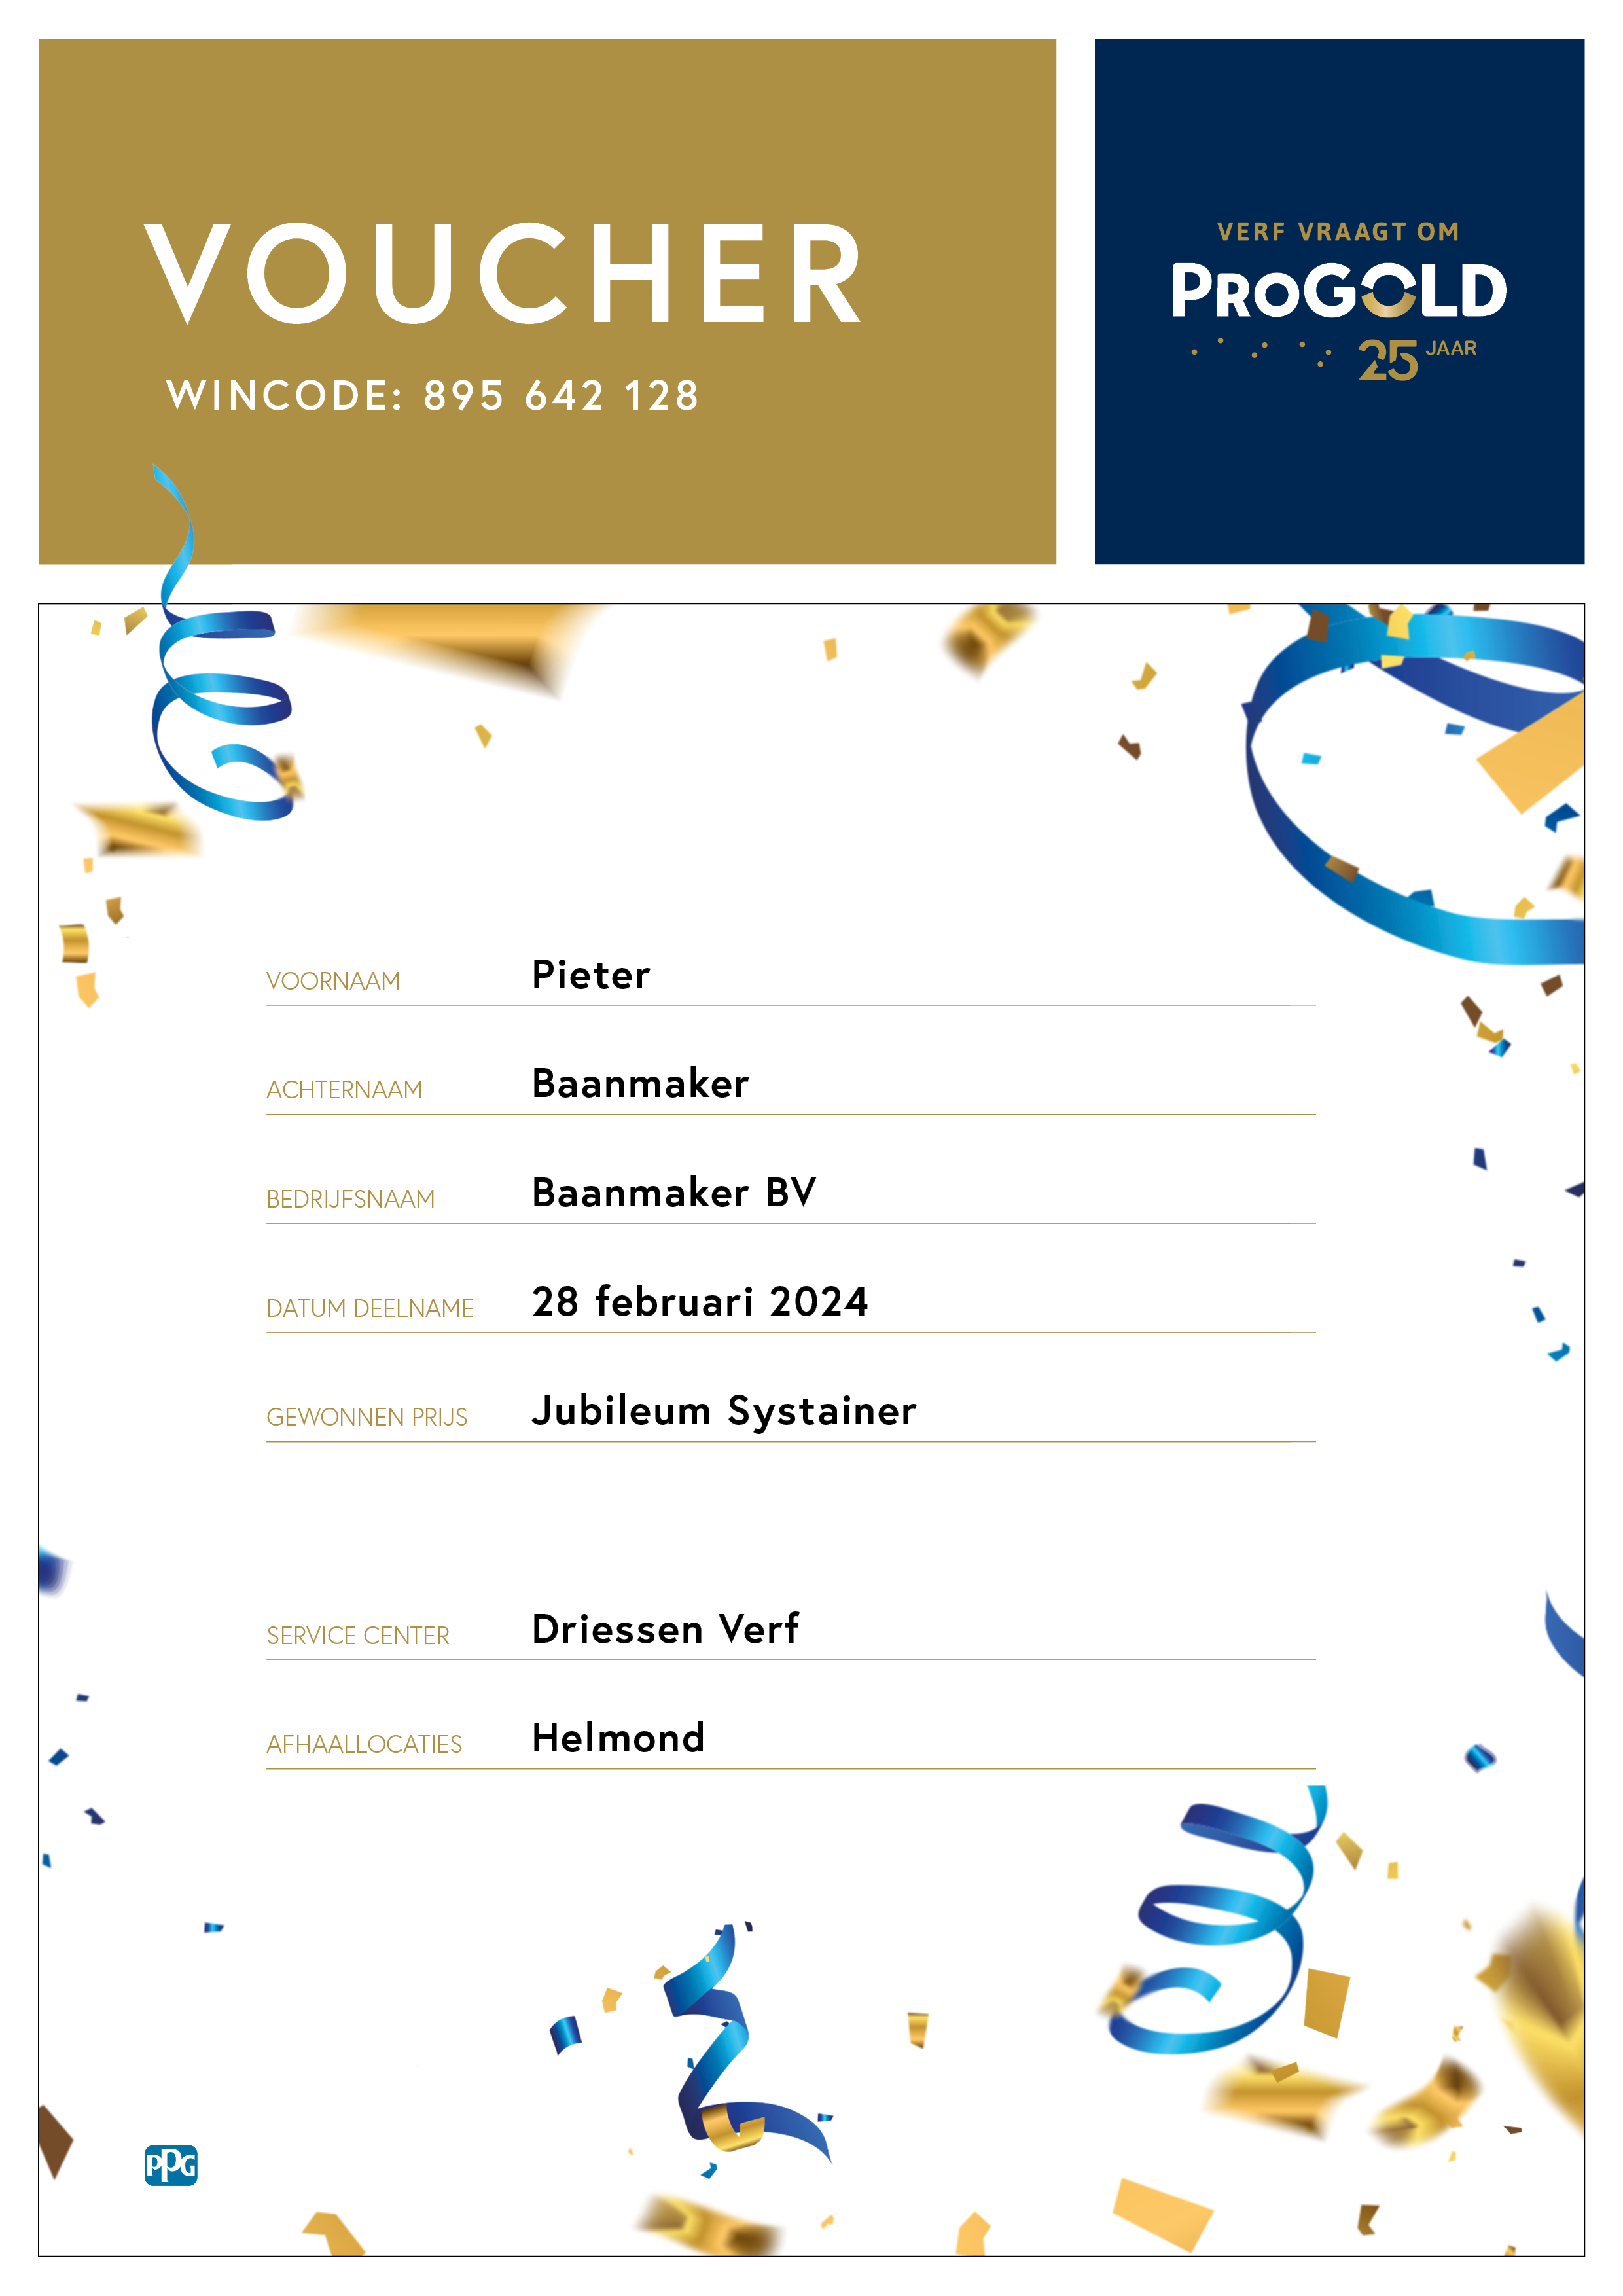 VOUCHER
WINCODE: 895 642 128
VERF VRAAGT OM
PROGOLD
25 JAAR
VOORNAAM Pieter
ACHTERNAAM Baanmaker
BEDRIJFSNAAM Baanmaker BV
DATUM DEELNAME 28 februari 2024
GEWONNEN PRIJS Jubileum Systainer
SERVICE CENTER Driessen Verf
AFHAALLOCATIES Helmond
PPG